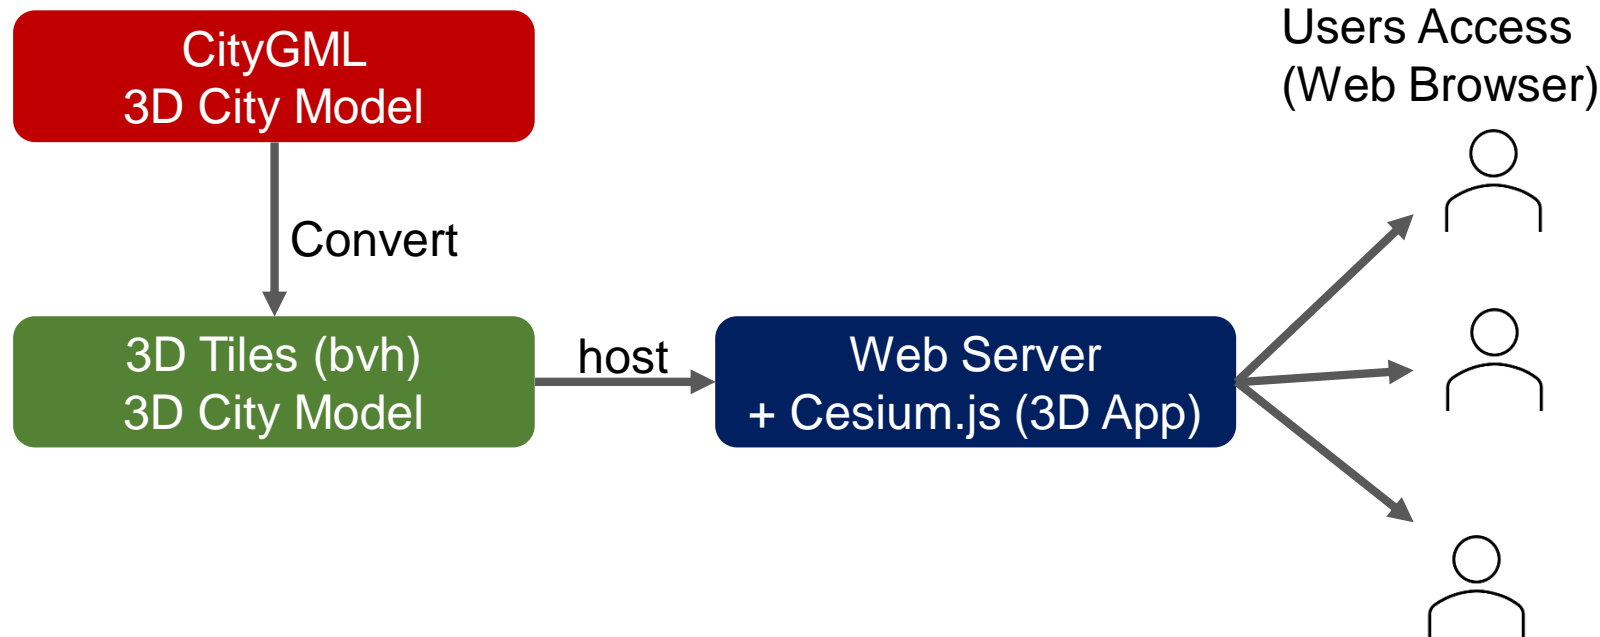 CityGML
3D City Model
Users Access
(Web Browser)
Convert
3D Tiles (bvh)
3D City Model
host
Web Server
+ Cesium.js (3D App)